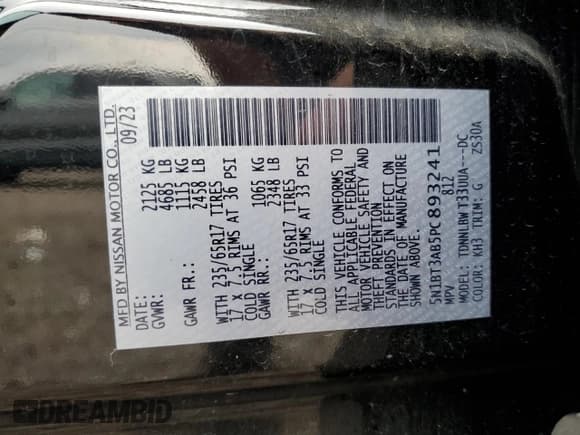 MFD BY NISSAN MOTOR CO., LTD.
DATE: 09/23
GVWR: 2125 KG
4685 LB
GAWR FR.: 1115 KG
2458 LB
WITH 235/65R17 TIRES
17 X 7.5 RIMS AT 36 PSI
COLD SINGLE
GAWR RR.: 1065 KG
2348 LB
WITH 235/65R17 TIRES
17 X 7.5 RIMS AT 33 PSI
COLD SINGLE
THIS VEHICLE CONFORMS TO
ALL APPLICABLE FEDERAL
MOTOR VEHICLE SAFETY AND
THEFT PREVENTION
STANDARDS IN EFFECT ON
THE DATE OF MANUFACTURE
SHOWN ABOVE.
5N1BT3AB5PC893241
MPV 812
MODEL: TDNNLBWT33UUA---DC
COLOR: KH3 TRIM: G ZS30A
DREAMBID